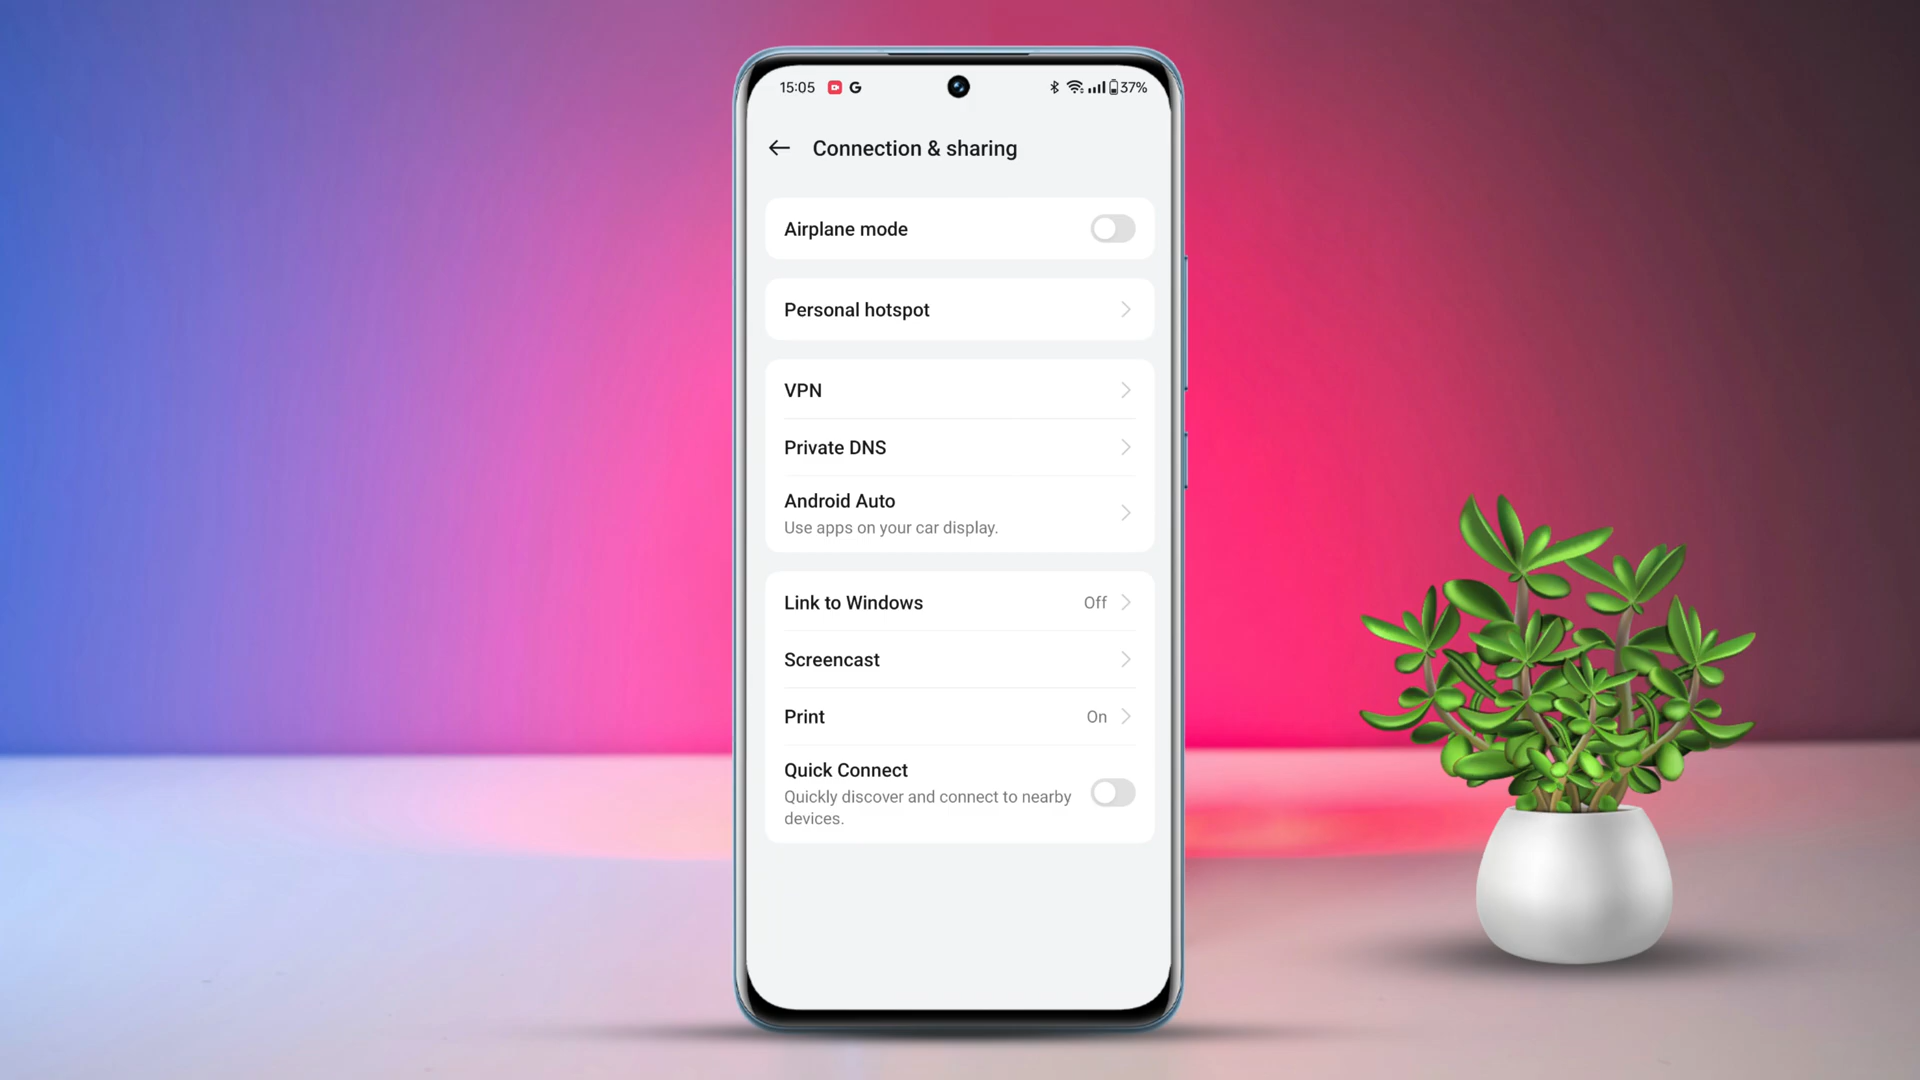 15:05 G 37%
Connection & sharing
Airplane mode
Personal hotspot
VPN
Private DNS
Android Auto
Use apps on your car display.
Link to Windows Off
Screencast
Print On
Quick Connect
Quickly discover and connect to nearby
devices.